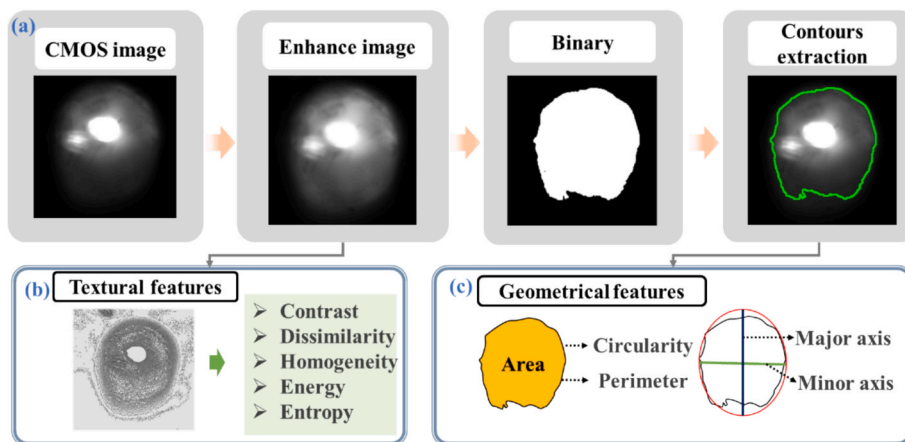 (a)
CMOS image
Enhance image
Binary
Contours
extraction
(b)
Textural features
Contrast
Dissimilarity
Homogeneity
Energy
Entropy
(c)
Geometrical features
Area
Circularity
Perimeter
Major axis
Minor axis